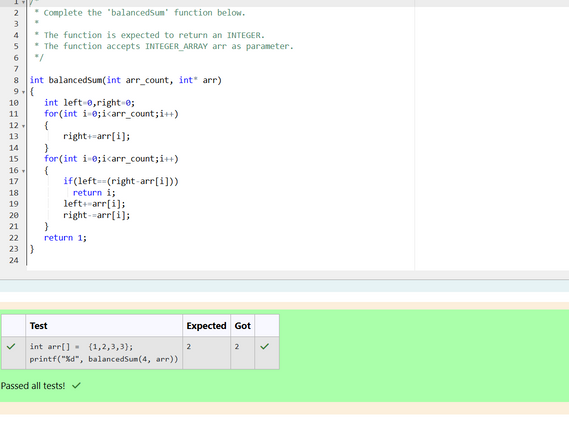 1 /*
2 * Complete the 'balancedSum' function below.
3 *
4 * The function is expected to return an INTEGER.
5 * The function accepts INTEGER_ARRAY arr as parameter.
6 */
7
8 int balancedSum(int arr_count, int* arr)
9 {
10 int left=0,right=0;
11 for(int i=0;i<arr_count;i++)
12 {
13 right+=arr[i];
14 }
15 for(int i=0;i<arr_count;i++)
16 {
17 if(left==(right-arr[i]))
18 return i;
19 left+=arr[i];
20 right-=arr[i];
21 }
22 return 1;
23 }
24
Test Expected Got
✓ int arr[] = {1,2,3,3}; 2 2 ✓
printf("%d", balancedSum(4, arr))
Passed all tests! ✓